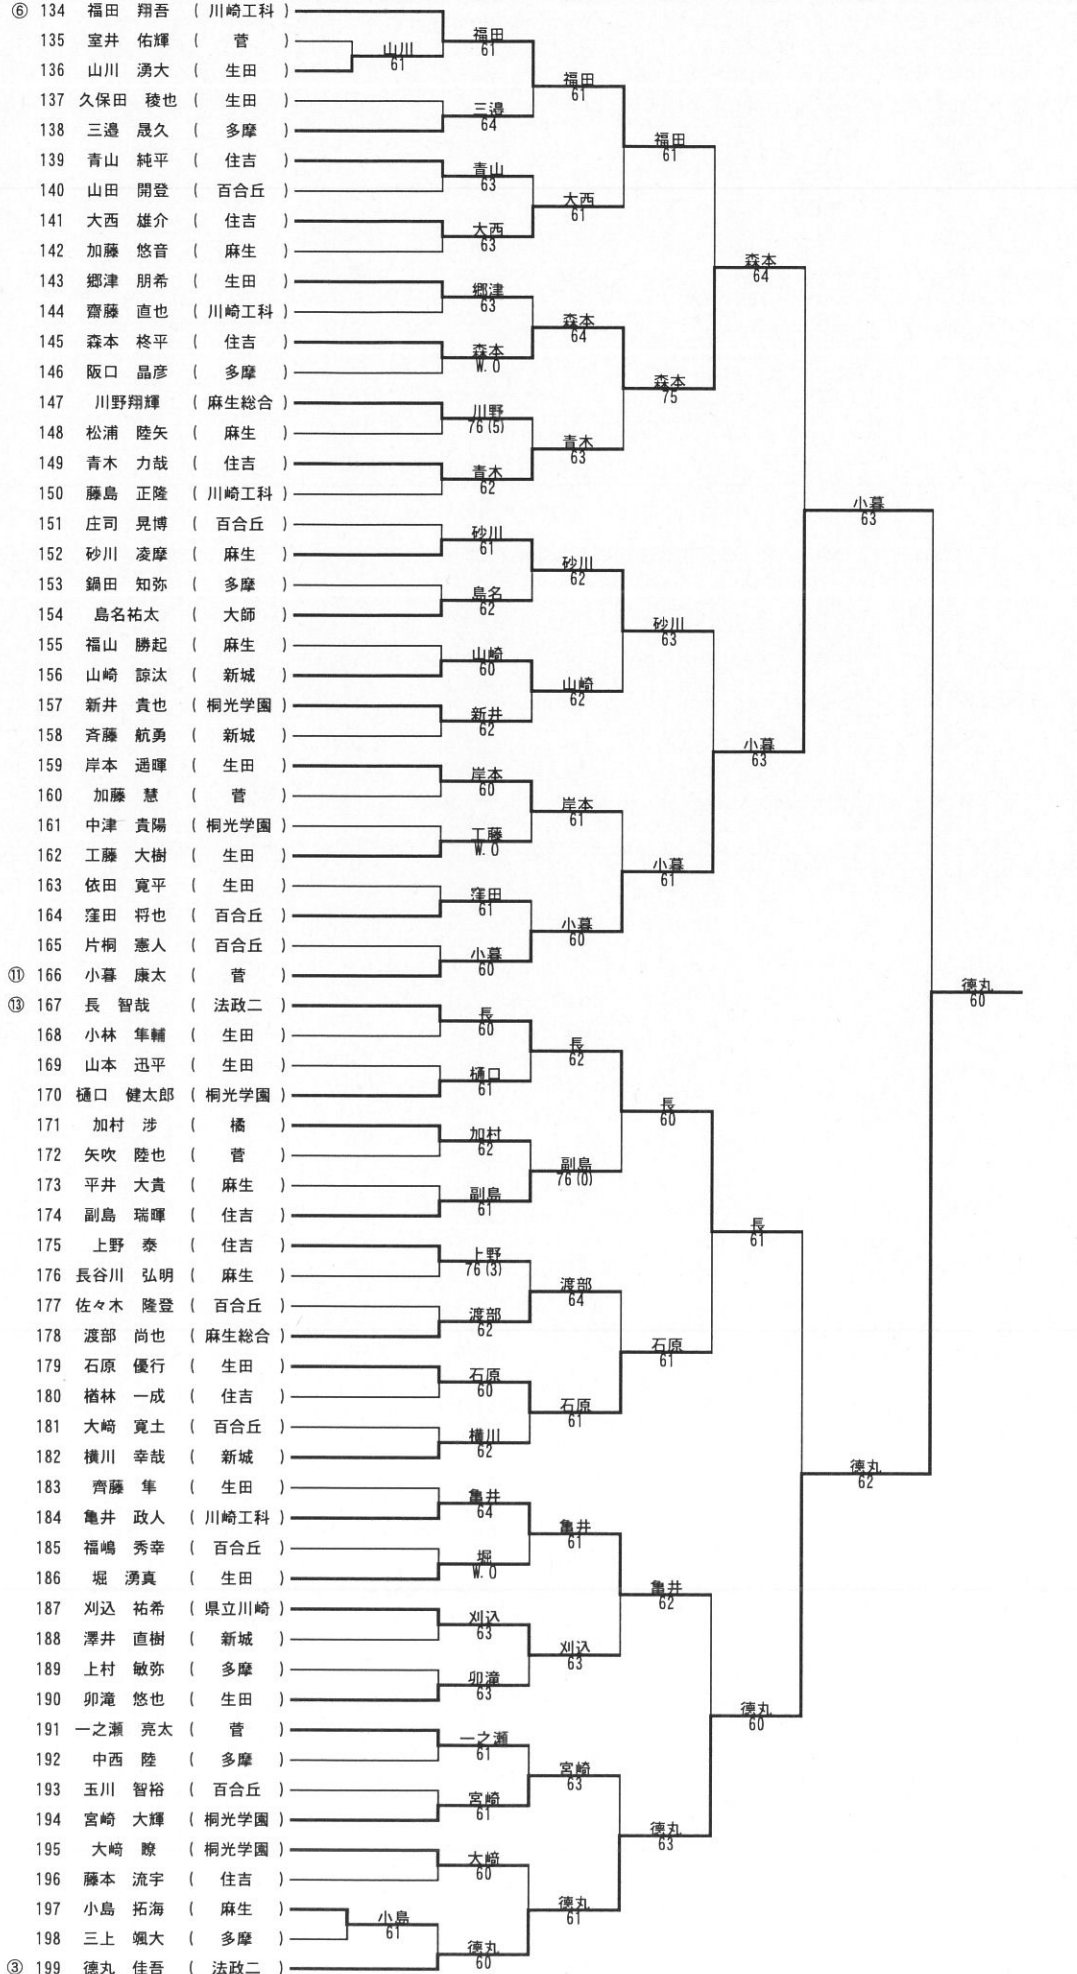 ⑥ 134 福田 翔吾 ( 川崎工科 )
135 室井 佑輝 ( 菅 )
136 山川 湧大 ( 生田 )
137 久保田 稜也 ( 生田 )
138 三邉 晟久 ( 多摩 )
139 青山 純平 ( 住吉 )
140 山田 開登 ( 百合丘 )
141 大西 雄介 ( 住吉 )
142 加藤 悠音 ( 麻生 )
143 郷津 朋希 ( 生田 )
144 齋藤 直也 ( 川崎工科 )
145 森本 柊平 ( 住吉 )
146 阪口 晶彦 ( 多摩 )
147 川野翔輝 ( 麻生総合 )
148 松浦 陸矢 ( 麻生 )
149 青木 力哉 ( 住吉 )
150 藤島 正隆 ( 川崎工科 )
151 庄司 晃博 ( 百合丘 )
152 砂川 凌摩 ( 麻生 )
153 鍋田 知弥 ( 多摩 )
154 島名祐太 ( 大師 )
155 福山 勝起 ( 麻生 )
156 山崎 諒汰 ( 新城 )
157 新井 貴也 ( 桐光学園 )
158 斉藤 航勇 ( 新城 )
159 岸本 遥暉 ( 生田 )
160 加藤 慧 ( 菅 )
161 中津 貴陽 ( 桐光学園 )
162 工藤 大樹 ( 生田 )
163 依田 寛平 ( 生田 )
164 窪田 将也 ( 百合丘 )
165 片桐 憲人 ( 百合丘 )
⑪ 166 小暮 康太 ( 菅 )
⑬ 167 長 智哉 ( 法政二 )
168 小林 隼輔 ( 生田 )
169 山本 迅平 ( 生田 )
170 樋口 健太郎 ( 桐光学園 )
171 加村 渉 ( 橘 )
172 矢吹 陸也 ( 菅 )
173 平井 大貴 ( 麻生 )
174 副島 瑞暉 ( 住吉 )
175 上野 泰 ( 住吉 )
176 長谷川 弘明 ( 麻生 )
177 佐々木 隆登 ( 百合丘 )
178 渡部 尚也 ( 麻生総合 )
179 石原 優行 ( 生田 )
180 楢林 一成 ( 住吉 )
181 大﨑 寛土 ( 百合丘 )
182 横川 幸哉 ( 新城 )
183 齊藤 隼 ( 生田 )
184 亀井 政人 ( 川崎工科 )
185 福嶋 秀幸 ( 百合丘 )
186 堀 湧真 ( 生田 )
187 刈込 祐希 ( 県立川崎 )
188 澤井 直樹 ( 新城 )
189 上村 敏弥 ( 多摩 )
190 卯滝 悠也 ( 生田 )
191 一之瀬 亮太 ( 菅 )
192 中西 陸 ( 多摩 )
193 玉川 智裕 ( 百合丘 )
194 宮崎 大輝 ( 桐光学園 )
195 大﨑 瞭 ( 桐光学園 )
196 藤本 流宇 ( 住吉 )
197 小島 拓海 ( 麻生 )
198 三上 颯大 ( 多摩 )
③ 199 徳丸 佳吾 ( 法政二 )
山川
61
小島
61
福田
61
三邉
64
青山
63
大西
63
郷津
63
森本
W.O
川野
76(5)
青木
62
砂川
61
島名
62
山崎
60
新井
62
岸本
60
工藤
W.O
窪田
61
小暮
60
長
60
樋口
61
加村
62
副島
61
上野
76(3)
渡部
62
石原
60
横川
62
亀井
64
堀
W.O
刈込
63
卯滝
63
一之瀬
61
宮崎
61
大﨑
60
徳丸
60
福田
61
大西
61
森本
64
青木
63
砂川
62
山崎
62
岸本
61
小暮
60
長
62
副島
76(0)
渡部
64
石原
61
亀井
61
刈込
63
宮崎
63
徳丸
61
福田
61
森本
75
砂川
63
小暮
61
長
60
石原
61
亀井
62
徳丸
63
森本
64
小暮
63
長
61
徳丸
60
小暮
63
徳丸
62
徳丸
60